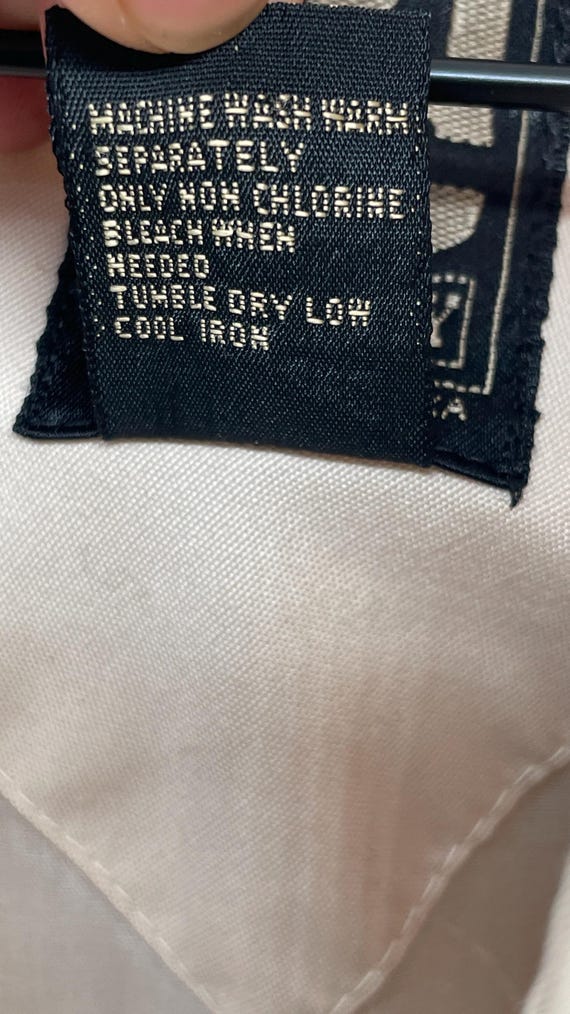 MACHINE WASH WARM
SEPARATELY
ONLY NON CHLORINE
BLEACH WHEN
NEEDED
TUMBLE DRY LOW
COOL IRON